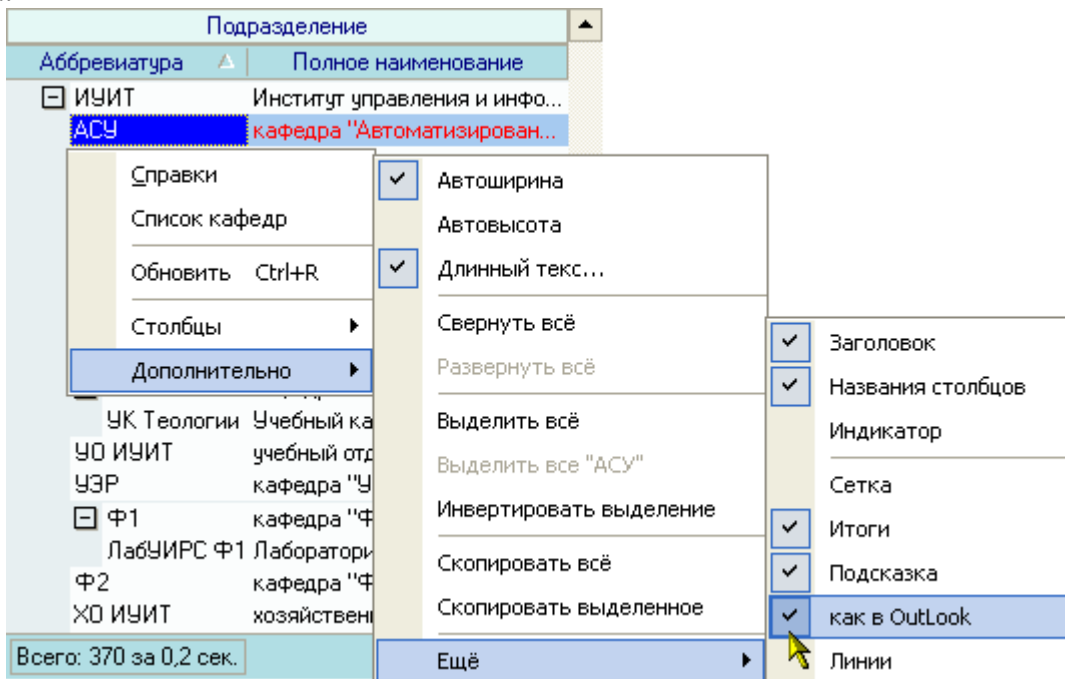 Подразделение
Аббревиатура Полное наименование
ИУИТ Институт управления и инфо...
АСУ кафедра "Автоматизирован...
Справки
Список кафедр
Обновить Ctrl+R
Столбцы
Дополнительно
УК Теологии Учебный ка
УО ИУИТ учебный отд
УЭР кафедра "У
Ф1 кафедра "Ф
ЛабУИРС Ф1 Лаборатори
Ф2 кафедра "Ф
ХО ИУИТ хозяйствен
Всего: 370 за 0,2 сек.
Автоширина
Автовысота
Длинный текс...
Свернуть всё
Развернуть всё
Выделить всё
Выделить все "АСУ"
Инвертировать выделение
Скопировать всё
Скопировать выделенное
Ещё
Заголовок
Названия столбцов
Индикатор
Сетка
Итоги
Подсказка
как в OutLook
Линии